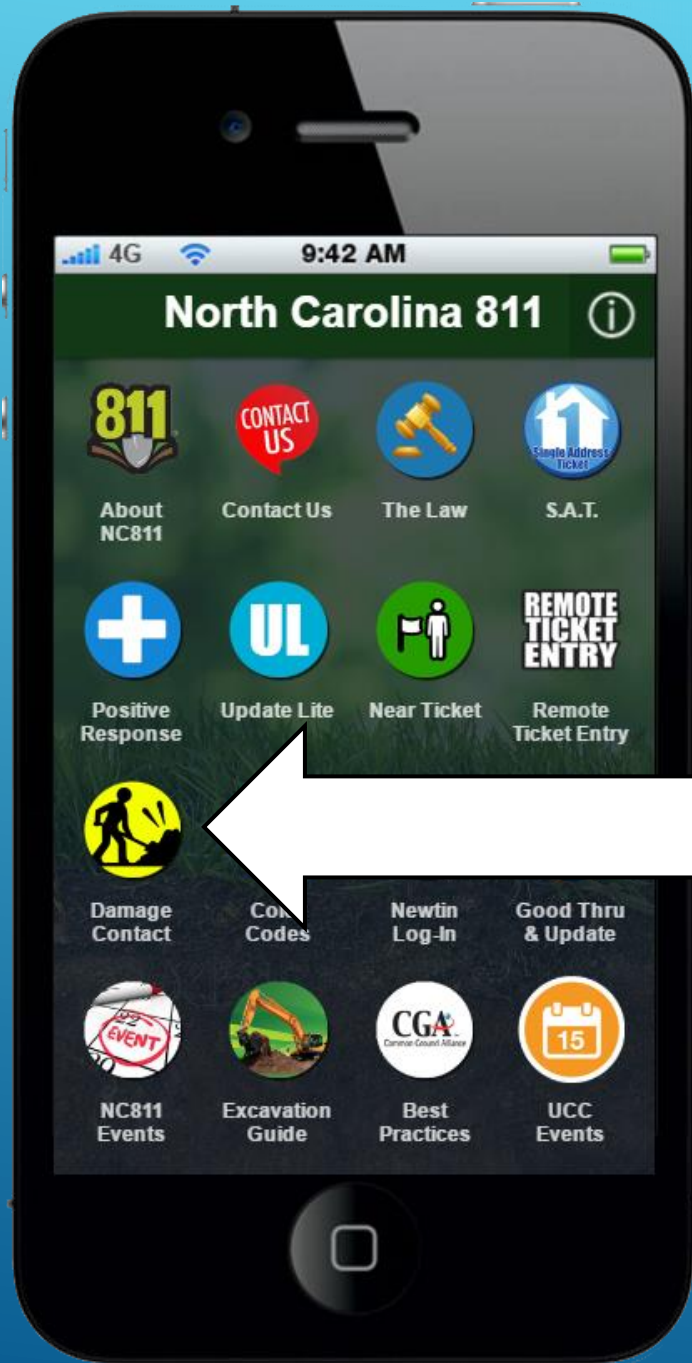 4G 9:42 AM
North Carolina 811
811 CONTACT US 1 Single Address Ticket
About NC811
Contact Us
The Law
S.A.T.
UL REMOTE TICKET ENTRY
Positive Response
Update Lite
Near Ticket
Remote Ticket Entry
Damage Contact
Codes
Newtin Log-In
Good Thru & Update
22 EVENT CGA Common Ground Alliance 15
NC811 Events
Excavation Guide
Best Practices
UCC Events